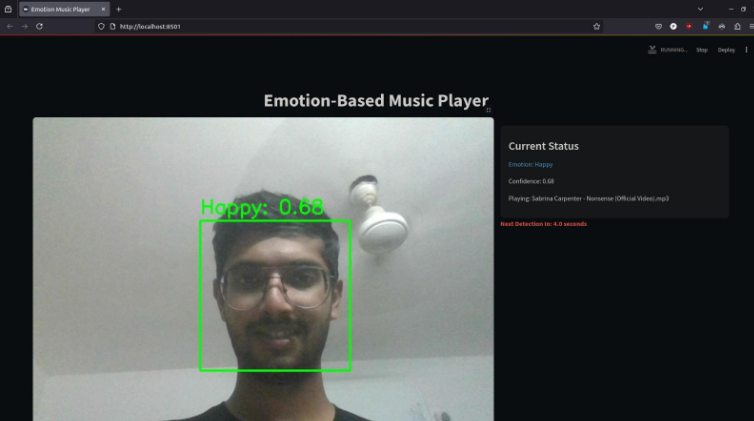 Emotion Music Player
http://localhost:8501
RUNNING...
Stop
Deploy
Emotion-Based Music Player
Happy: 0.68
Current Status
Emotion: Happy
Confidence: 0.68
Playing: Sabrina Carpenter - Nonsense (Official Video).mp3
Next Detection In: 4.0 seconds